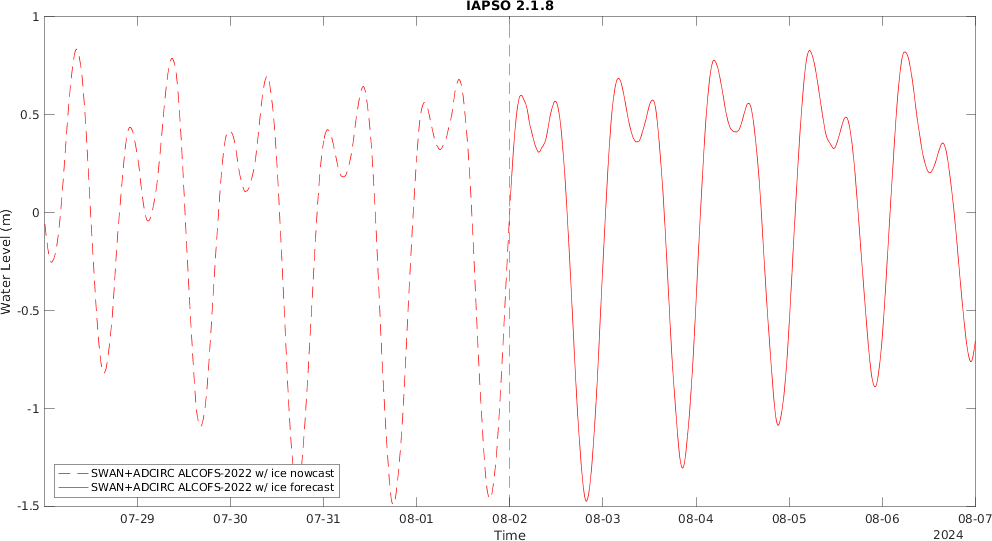 IAPSO 2.1.8
Water Level (m)
1
0.5
0
-0.5
-1
-1.5
SWAN+ADCIRC ALCOFS-2022 w/ ice nowcast
SWAN+ADCIRC ALCOFS-2022 w/ ice forecast
07-29 07-30 07-31 08-01 08-02 08-03 08-04 08-05 08-06 08-07
Time
2024